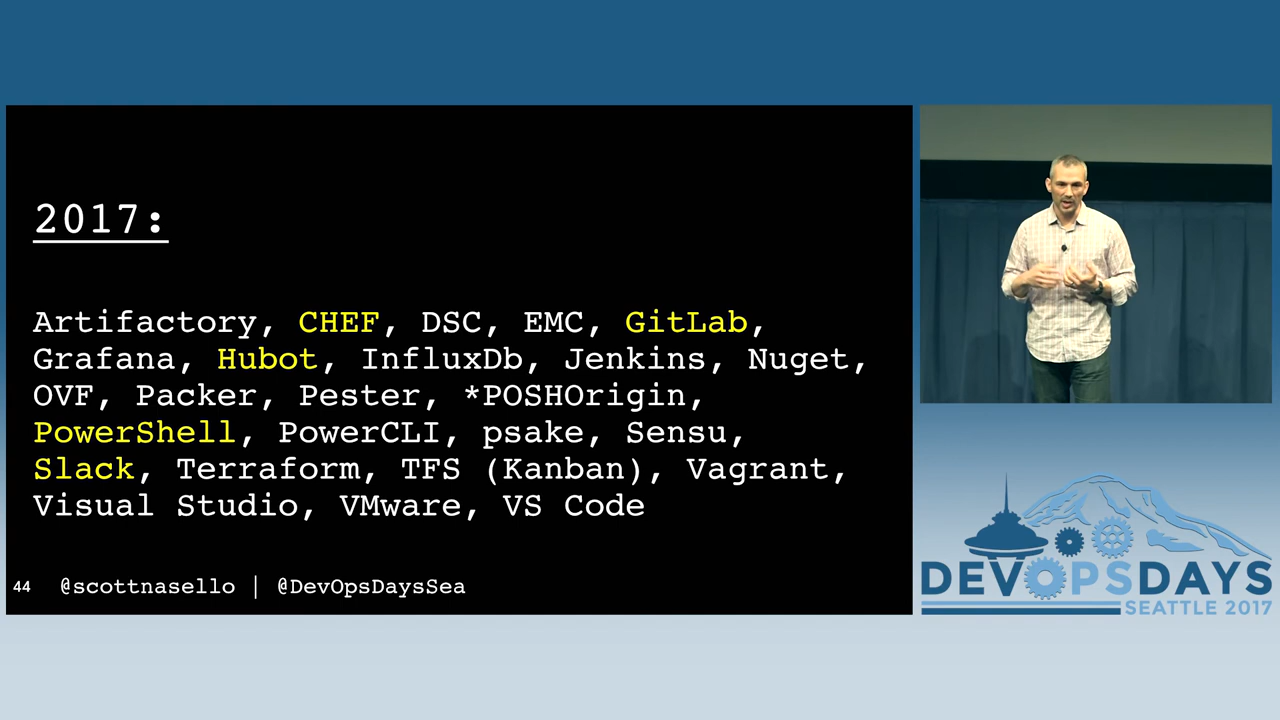 2017:
Artifactory, CHEF, DSC, EMC, GitLab,
Grafana, Hubot, InfluxDb, Jenkins, Nuget,
OVF, Packer, Pester, *POSHOrigin,
PowerShell, PowerCLI, psake, Sensu,
Slack, Terraform, TFS (Kanban), Vagrant,
Visual Studio, VMware, VS Code
44 @scottnasello | @DevOpsDaysSea
DEVOPSDAYS
SEATTLE 2017